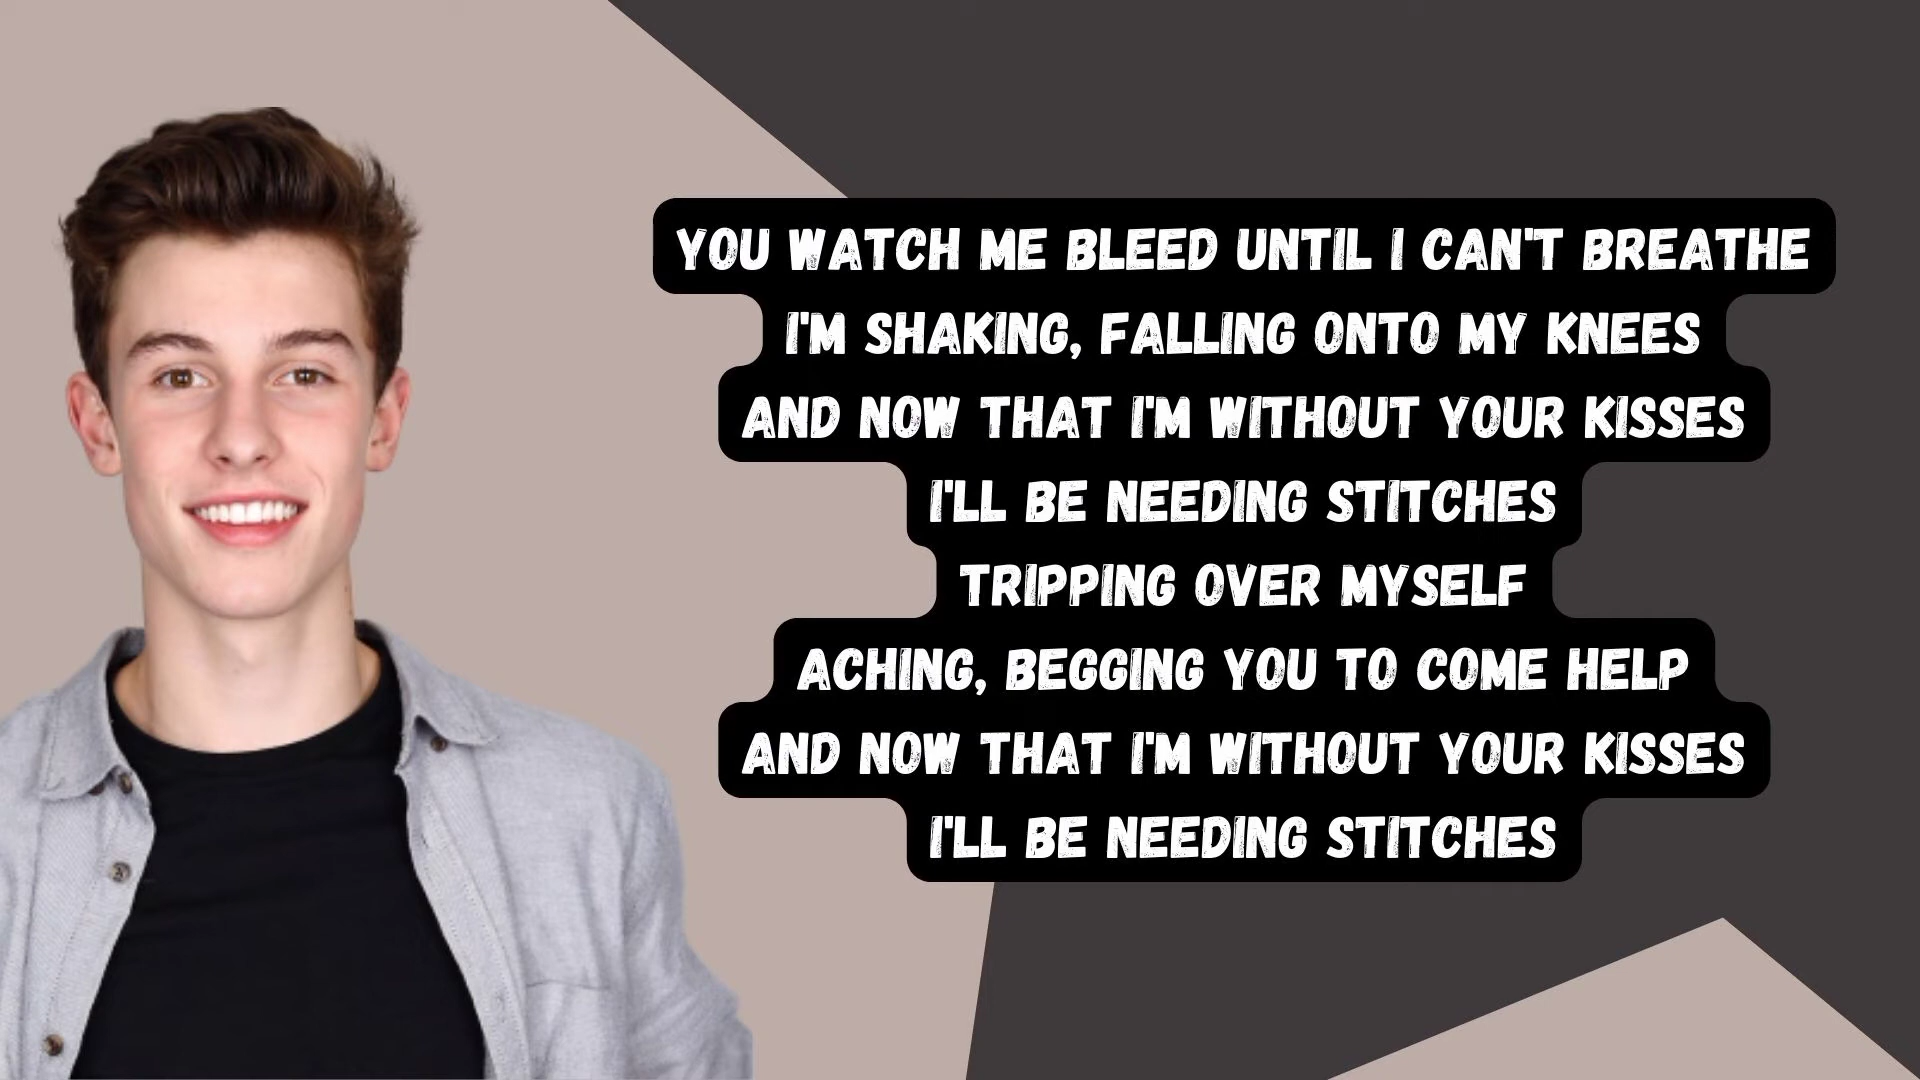 YOU WATCH ME BLEED UNTIL I CAN'T BREATHE
I'M SHAKING, FALLING ONTO MY KNEES
AND NOW THAT I'M WITHOUT YOUR KISSES
I'LL BE NEEDING STITCHES
TRIPPING OVER MYSELF
ACHING, BEGGING YOU TO COME HELP
AND NOW THAT I'M WITHOUT YOUR KISSES
I'LL BE NEEDING STITCHES